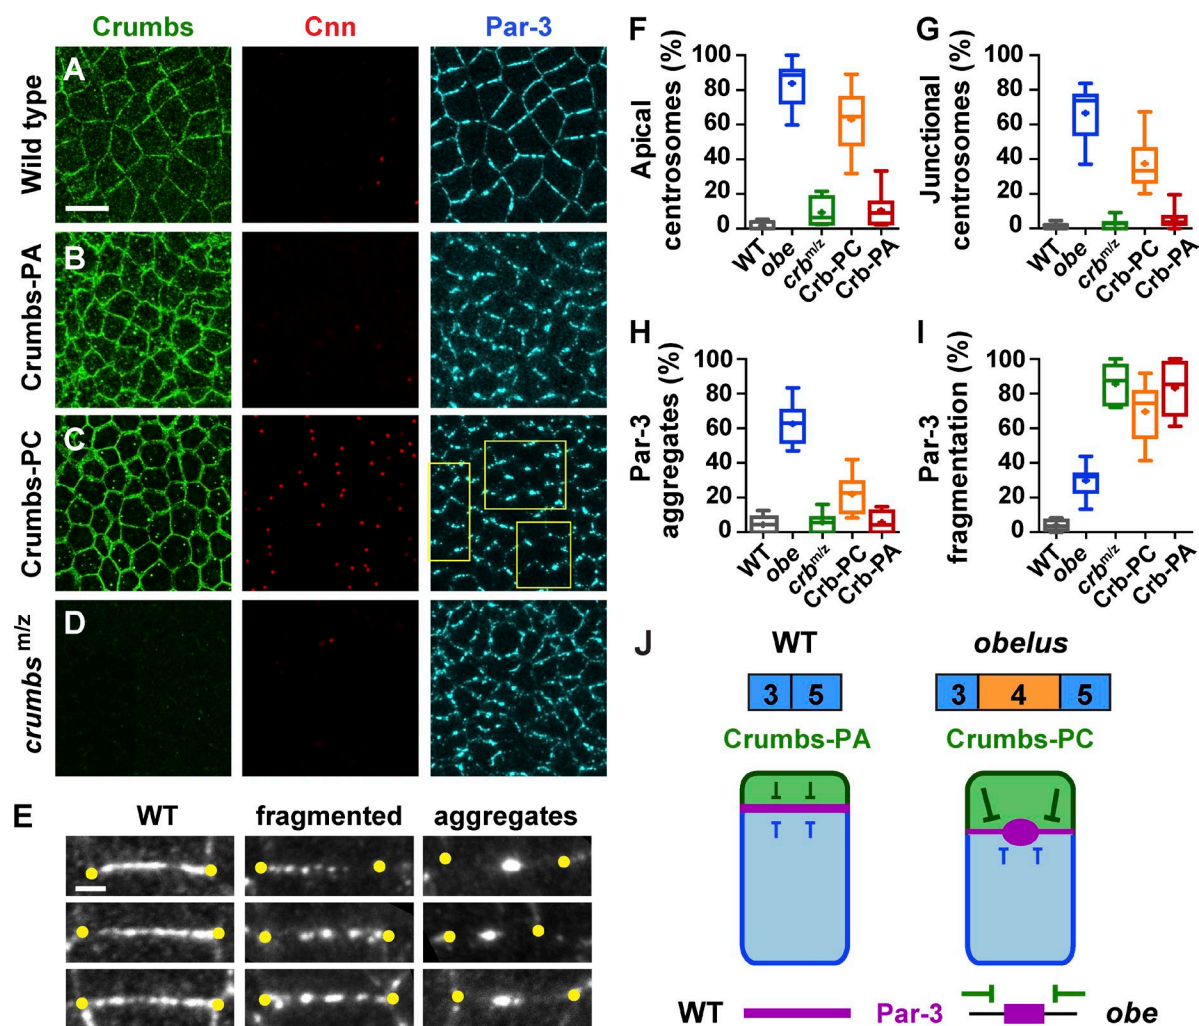 Crumbs Cnn Par-3
A
Wild type
B
Crumbs-PA
C
Crumbs-PC
D
crumbs m/z
E
WT fragmented aggregates
F
Apical
centrosomes (%)
100
80
60
40
20
0
WT obe crb m/z Crb-PC Crb-PA
G
Junctional
centrosomes (%)
100
80
60
40
20
0
WT obe crb m/z Crb-PC Crb-PA
H
Par-3
aggregates (%)
100
80
60
40
20
0
WT obe crb m/z Crb-PC Crb-PA
I
Par-3
fragmentation (%)
100
80
60
40
20
0
WT obe crb m/z Crb-PC Crb-PA
J
WT obelus
3 5 3 4 5
Crumbs-PA Crumbs-PC
WT Par-3 obe